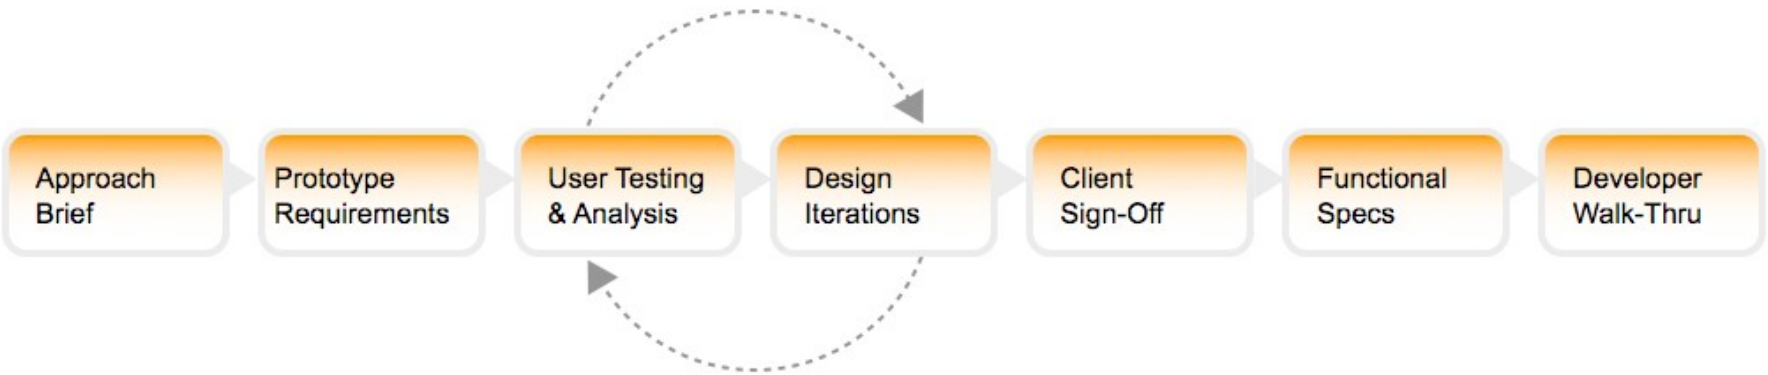 Approach
Brief
Prototype
Requirements
User Testing
& Analysis
Design
Iterations
Client
Sign-Off
Functional
Specs
Developer
Walk-Thru